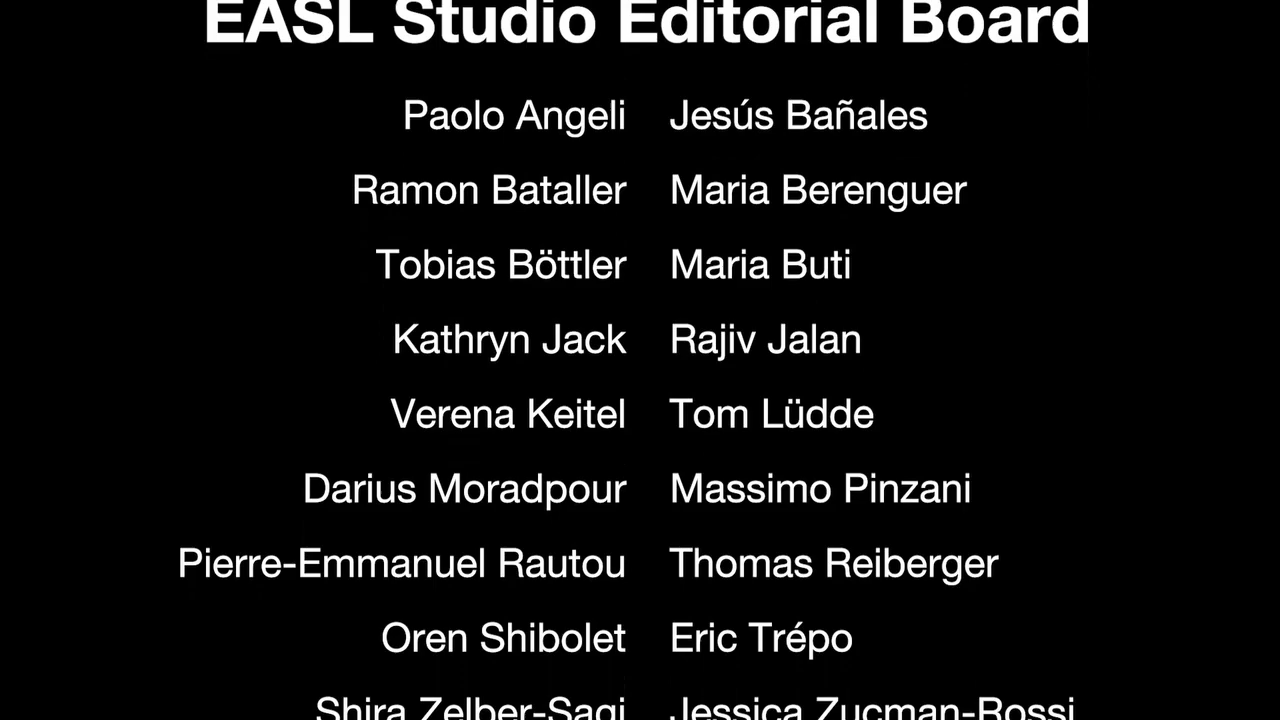 EASL Studio Editorial Board
Paolo Angeli Jesús Bañales
Ramon Bataller Maria Berenguer
Tobias Böttler Maria Buti
Kathryn Jack Rajiv Jalan
Verena Keitel Tom Lüdde
Darius Moradpour Massimo Pinzani
Pierre-Emmanuel Rautou Thomas Reiberger
Oren Shibolet Eric Trépo
Shira Zelber-Sagi Jessica Zucman-Rossi